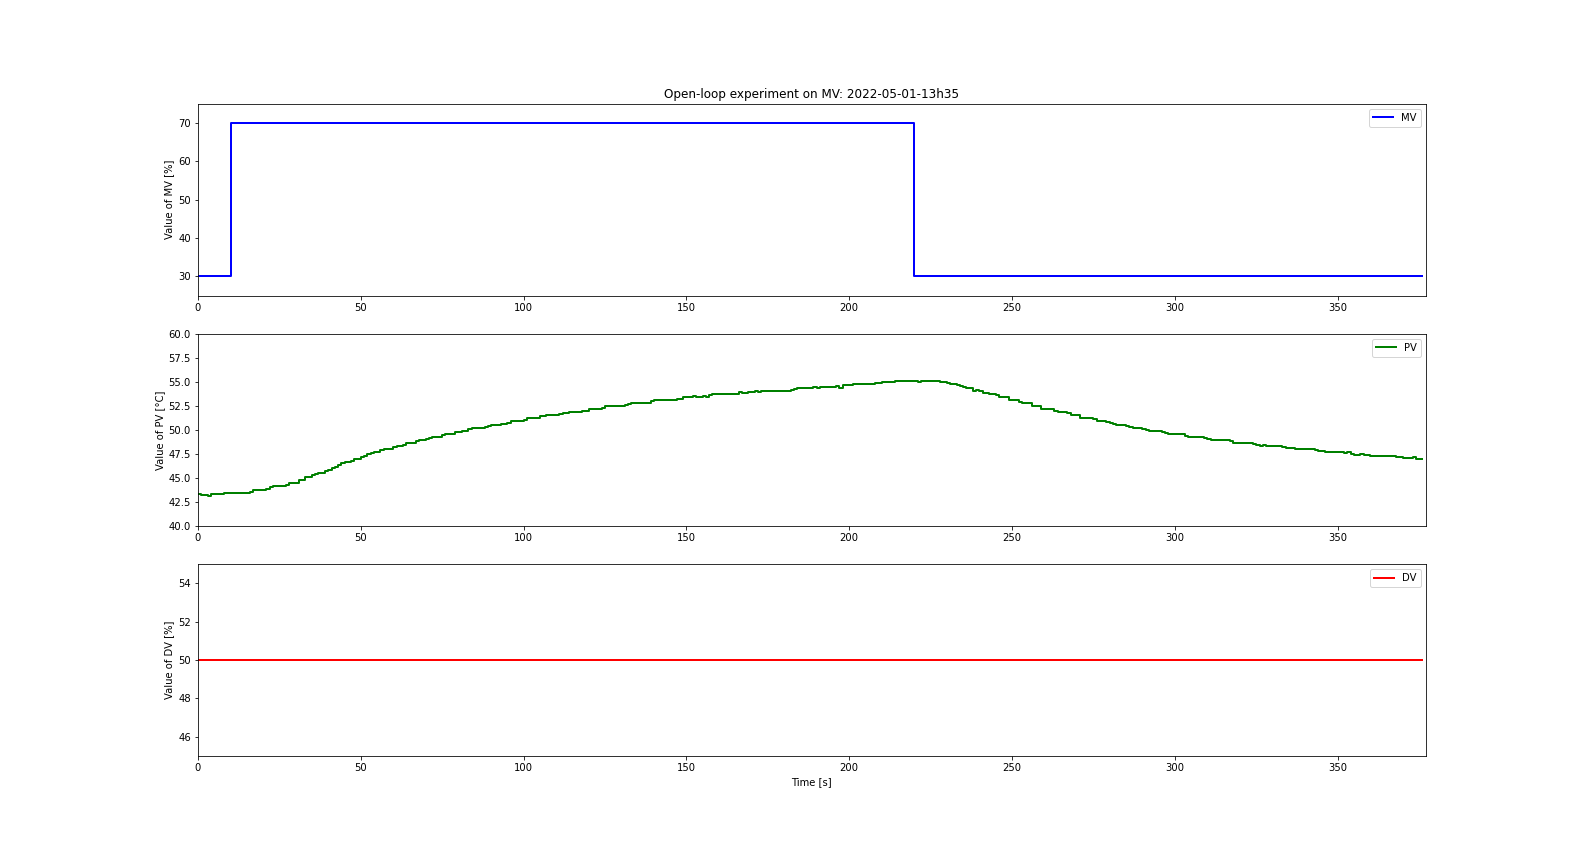 Open-loop experiment on MV: 2022-05-01-13h35
Value of MV [%]
70
60
50
40
30
MV
0 50 100 150 200 250 300 350
Value of PV [°C]
60.0
57.5
55.0
52.5
50.0
47.5
45.0
42.5
40.0
PV
0 50 100 150 200 250 300 350
Value of DV [%]
54
52
50
48
46
DV
0 50 100 150 200 250 300 350
Time [s]